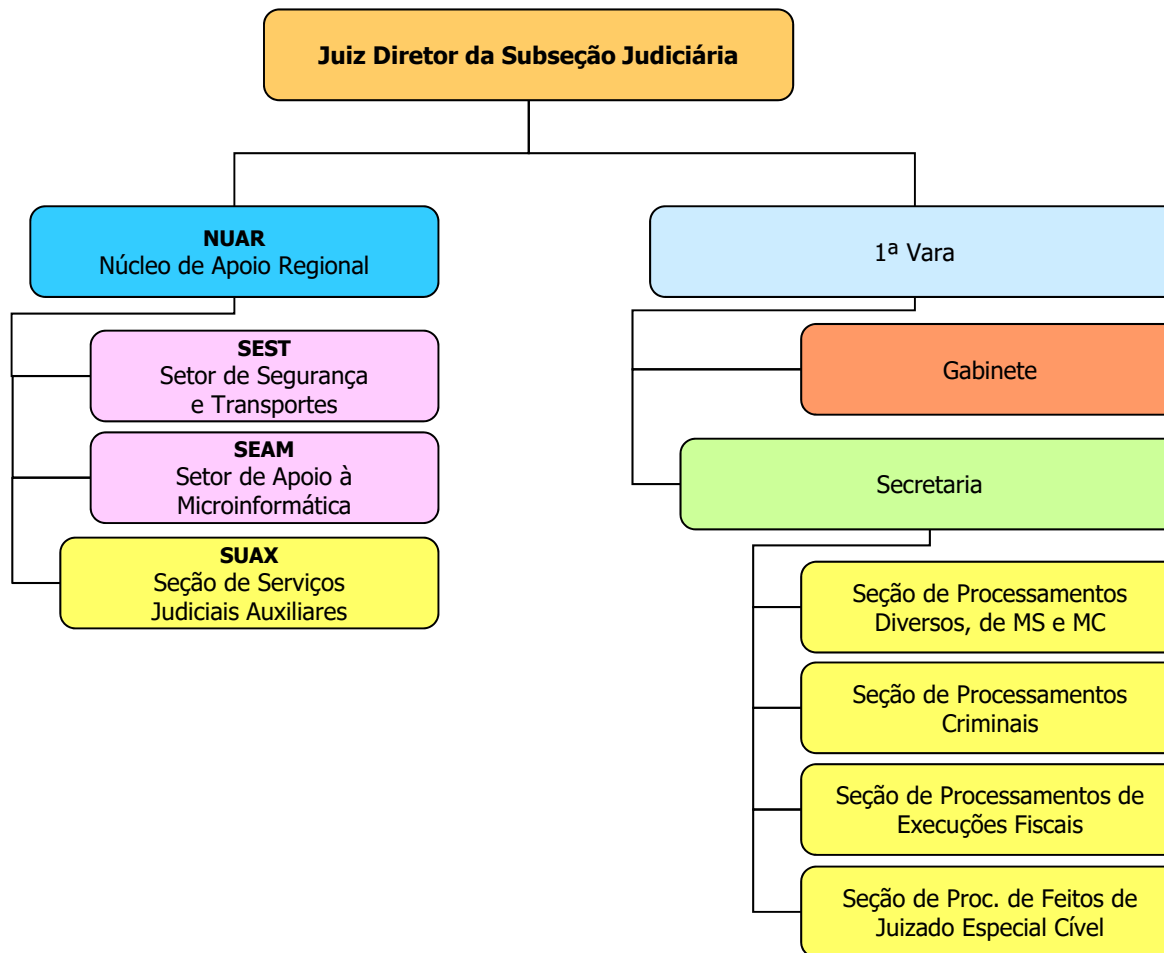 Juiz Diretor da Subseção Judiciária
NUAR
Núcleo de Apoio Regional
SEST
Setor de Segurança
e Transportes
SEAM
Setor de Apoio à
Microinformática
SUAX
Seção de Serviços
Judiciais Auxiliares
1ª Vara
Gabinete
Secretaria
Seção de Processamentos
Diversos, de MS e MC
Seção de Processamentos
Criminais
Seção de Processamentos de
Execuções Fiscais
Seção de Proc. de Feitos de
Juizado Especial Cível